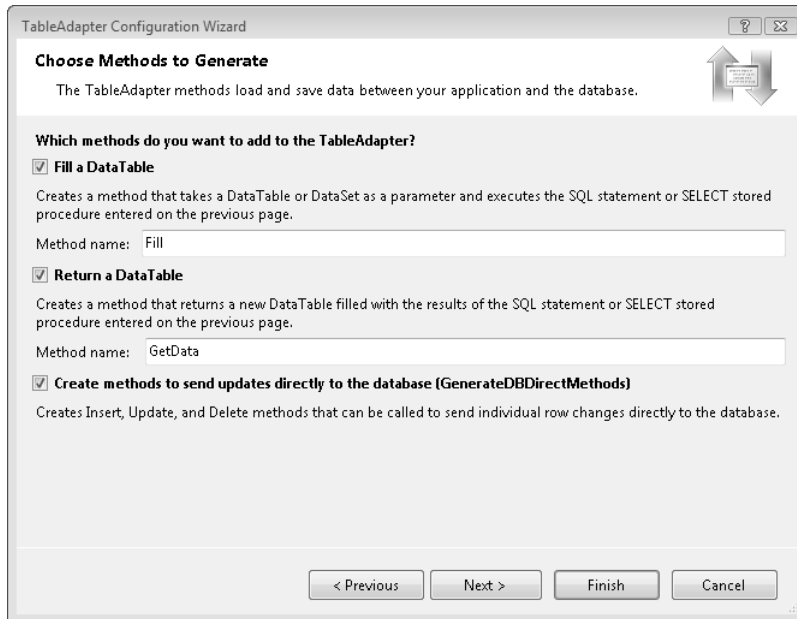 TableAdapter Configuration Wizard
Choose Methods to Generate
The TableAdapter methods load and save data between your application and the database.
Which methods do you want to add to the TableAdapter?
Fill a DataTable
Creates a method that takes a DataTable or DataSet as a parameter and executes the SQL statement or SELECT stored
procedure entered on the previous page.
Method name: Fill
Return a DataTable
Creates a method that returns a new DataTable filled with the results of the SQL statement or SELECT stored
procedure entered on the previous page.
Method name: GetData
Create methods to send updates directly to the database (GenerateDBDirectMethods)
Creates Insert, Update, and Delete methods that can be called to send individual row changes directly to the database.
< Previous Next > Finish Cancel